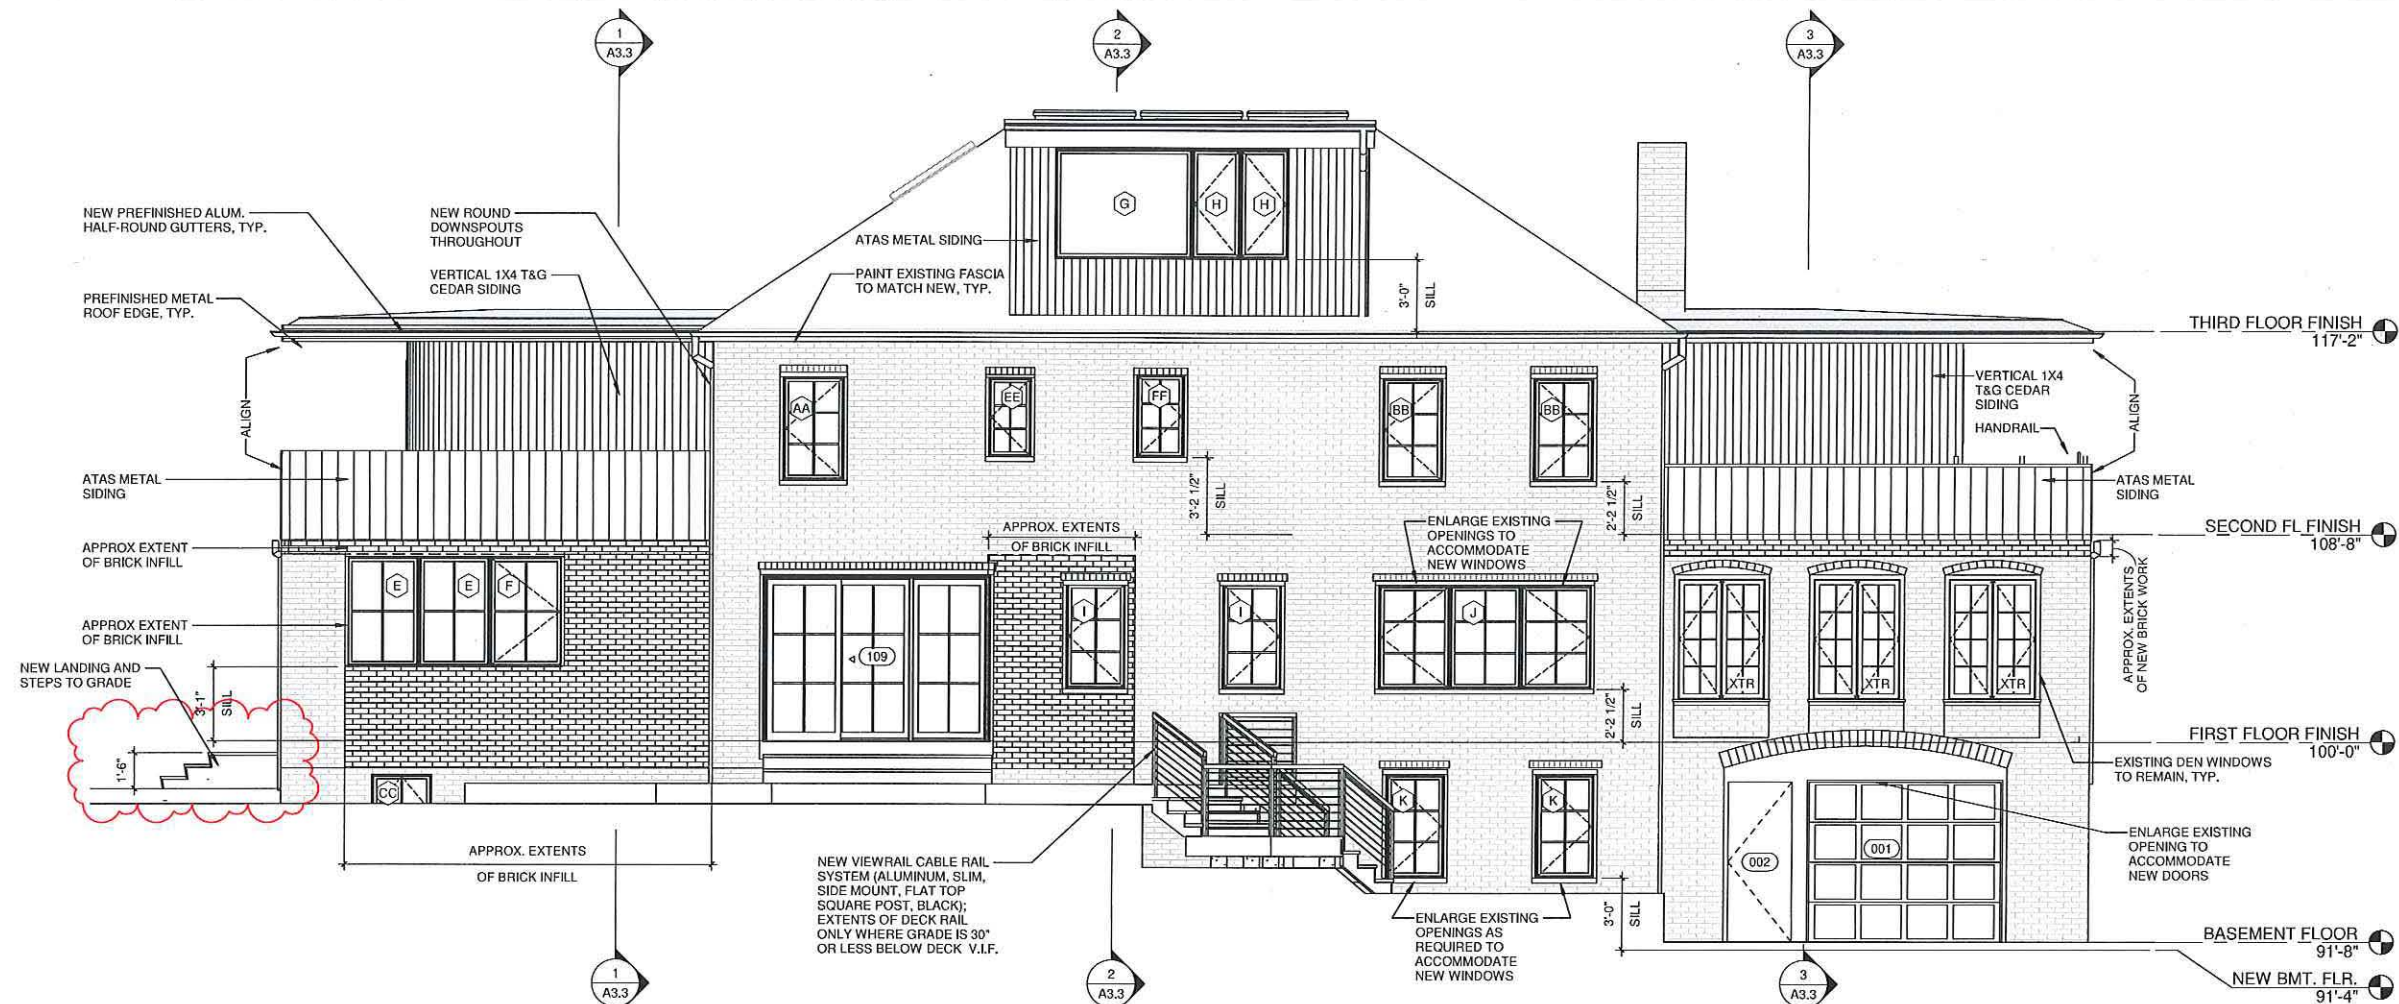 1
A3.3
2
A3.3
3
A3.3
NEW PREFINISHED ALUM.
HALF-ROUND GUTTERS, TYP.
NEW ROUND
DOWNSPOUTS
THROUGHOUT
G
H
H
ATAS METAL SIDING
VERTICAL 1X4 T&G
CEDAR SIDING
PAINT EXISTING FASCIA
TO MATCH NEW, TYP.
PREFINISHED METAL
ROOF EDGE, TYP.
3'-0"
SILL
THIRD FLOOR FINISH
117'-2"
ALIGN
AA
EE
FF
BB
BB
VERTICAL 1X4
T&G CEDAR
SIDING
HANDRAIL
ALIGN
ATAS METAL
SIDING
3'-2 1/2"
SILL
2'-2 1/2"
SILL
ATAS METAL
SIDING
APPROX. EXTENTS
OF BRICK INFILL
ENLARGE EXISTING
OPENINGS TO
ACCOMMODATE
NEW WINDOWS
SECOND FL FINISH
108'-8"
APPROX EXTENT
OF BRICK INFILL
E
E
F
I
I
J
APPROX. EXTENTS
OF NEW BRICK WORK
APPROX EXTENT
OF BRICK INFILL
109
XTR
XTR
XTR
NEW LANDING AND
STEPS TO GRADE
3'-1"
SILL
2'-2 1/2"
SILL
FIRST FLOOR FINISH
100'-0"
1'-6"
EXISTING DEN WINDOWS
TO REMAIN, TYP.
CC
K
K
002
001
ENLARGE EXISTING
OPENING TO
ACCOMMODATE
NEW DOORS
APPROX. EXTENTS
OF BRICK INFILL
NEW VIEWRAIL CABLE RAIL
SYSTEM (ALUMINUM, SLIM,
SIDE MOUNT, FLAT TOP
SQUARE POST, BLACK);
EXTENTS OF DECK RAIL
ONLY WHERE GRADE IS 30"
OR LESS BELOW DECK V.I.F.
ENLARGE EXISTING
OPENINGS AS
REQUIRED TO
ACCOMMODATE
NEW WINDOWS
3'-0"
SILL
BASEMENT FLOOR
91'-8"
NEW BMT. FLR.
91'-4"
1
A3.3
2
A3.3
3
A3.3